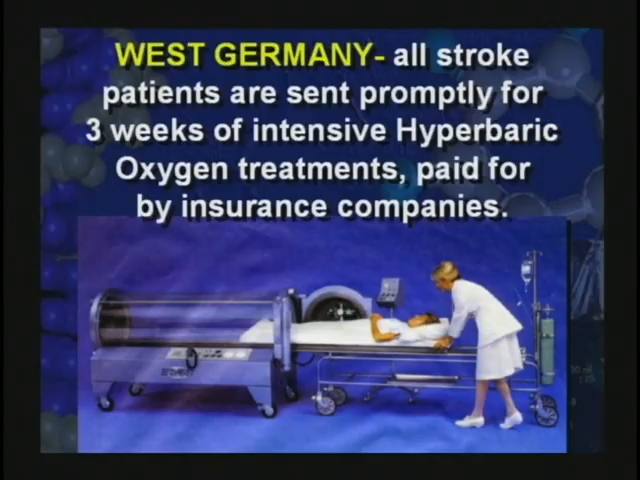 WEST GERMANY- all stroke
patients are sent promptly for
3 weeks of intensive Hyperbaric
Oxygen treatments, paid for
by insurance companies.